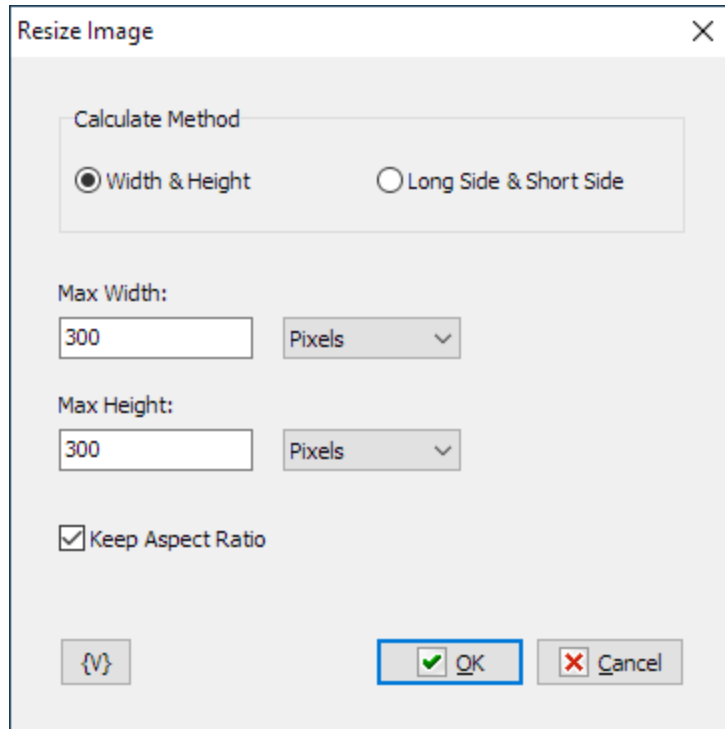 Resize Image
Calculate Method
Width & Height Long Side & Short Side
Max Width:
300 Pixels
Max Height:
300 Pixels
Keep Aspect Ratio
{V} OK Cancel